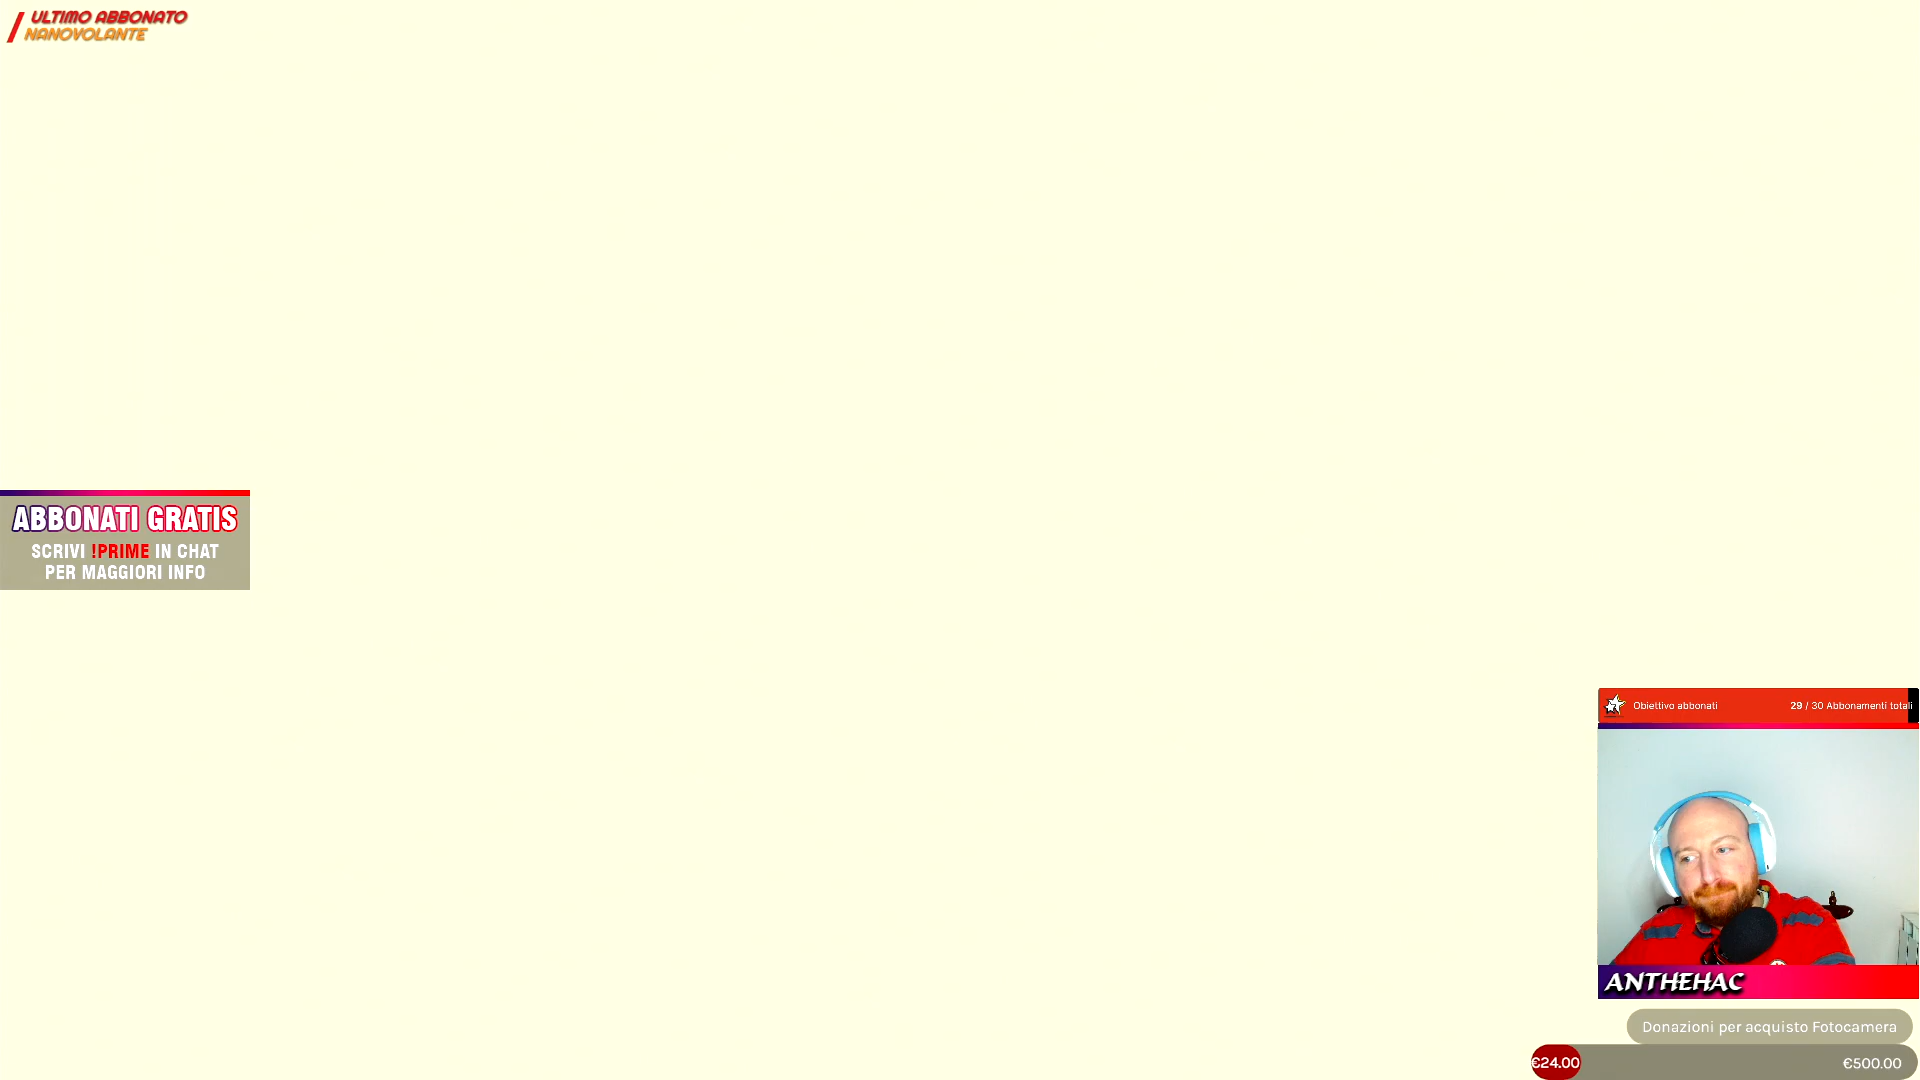 ULTIMO ABBONATO
NANOVOLANTE
ABBONATI GRATIS
SCRIVI !PRIME IN CHAT
PER MAGGIORI INFO
Obiettivo abbonati
29 / 30 Abbonamenti totali
ANTHEHAC
Donazioni per acquisto Fotocamera
€24.00
€500.00